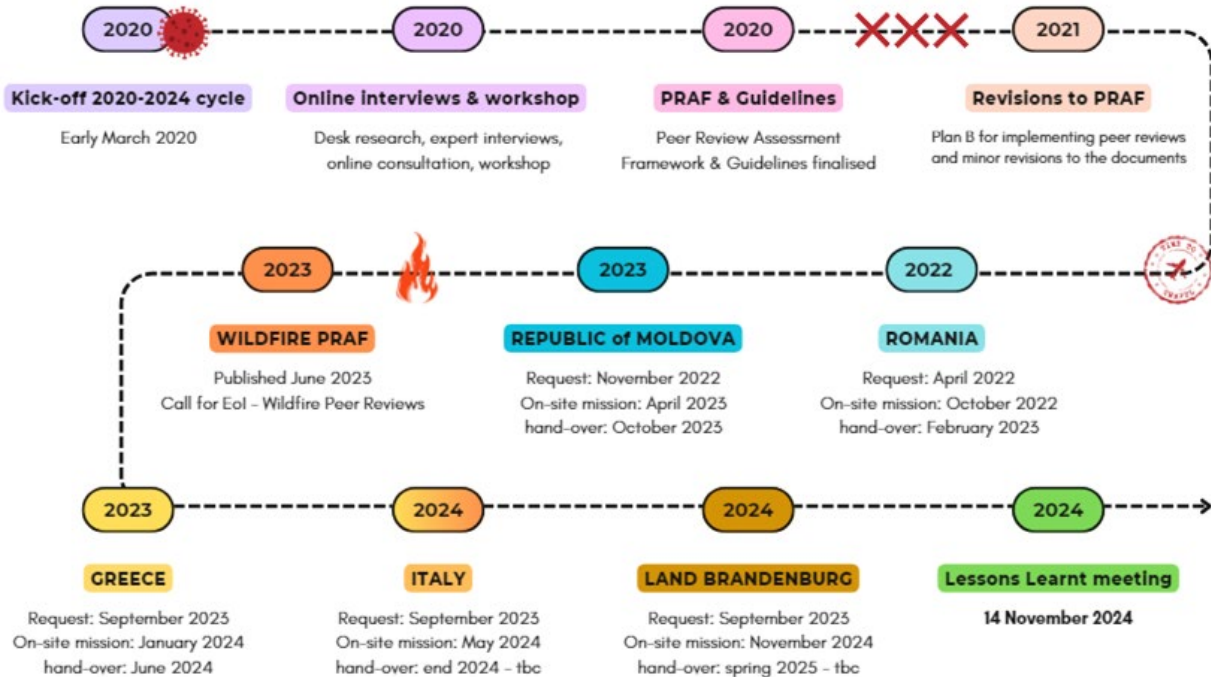 2020
2020
2020
2021
Kick-off 2020-2024 cycle
Early March 2020
Online interviews & workshop
Desk research, expert interviews,
online consultation, workshop
PRAF & Guidelines
Peer Review Assessment
Framework & Guidelines finalised
Revisions to PRAF
Plan B for implementing peer reviews
and minor revisions to the documents
TIME TO
TRAVEL
2022
ROMANIA
Request: April 2022
On-site mission: October 2022
hand-over: February 2023
2023
REPUBLIC of MOLDOVA
Request: November 2022
On-site mission: April 2023
hand-over: October 2023
2023
WILDFIRE PRAF
Published June 2023
Call for EoI - Wildfire Peer Reviews
2023
GREECE
Request: September 2023
On-site mission: January 2024
hand-over: June 2024
2024
ITALY
Request: September 2023
On-site mission: May 2024
hand-over: end 2024 - tbc
2024
LAND BRANDENBURG
Request: September 2023
On-site mission: November 2024
hand-over: spring 2025 - tbc
2024
Lessons Learnt meeting
14 November 2024